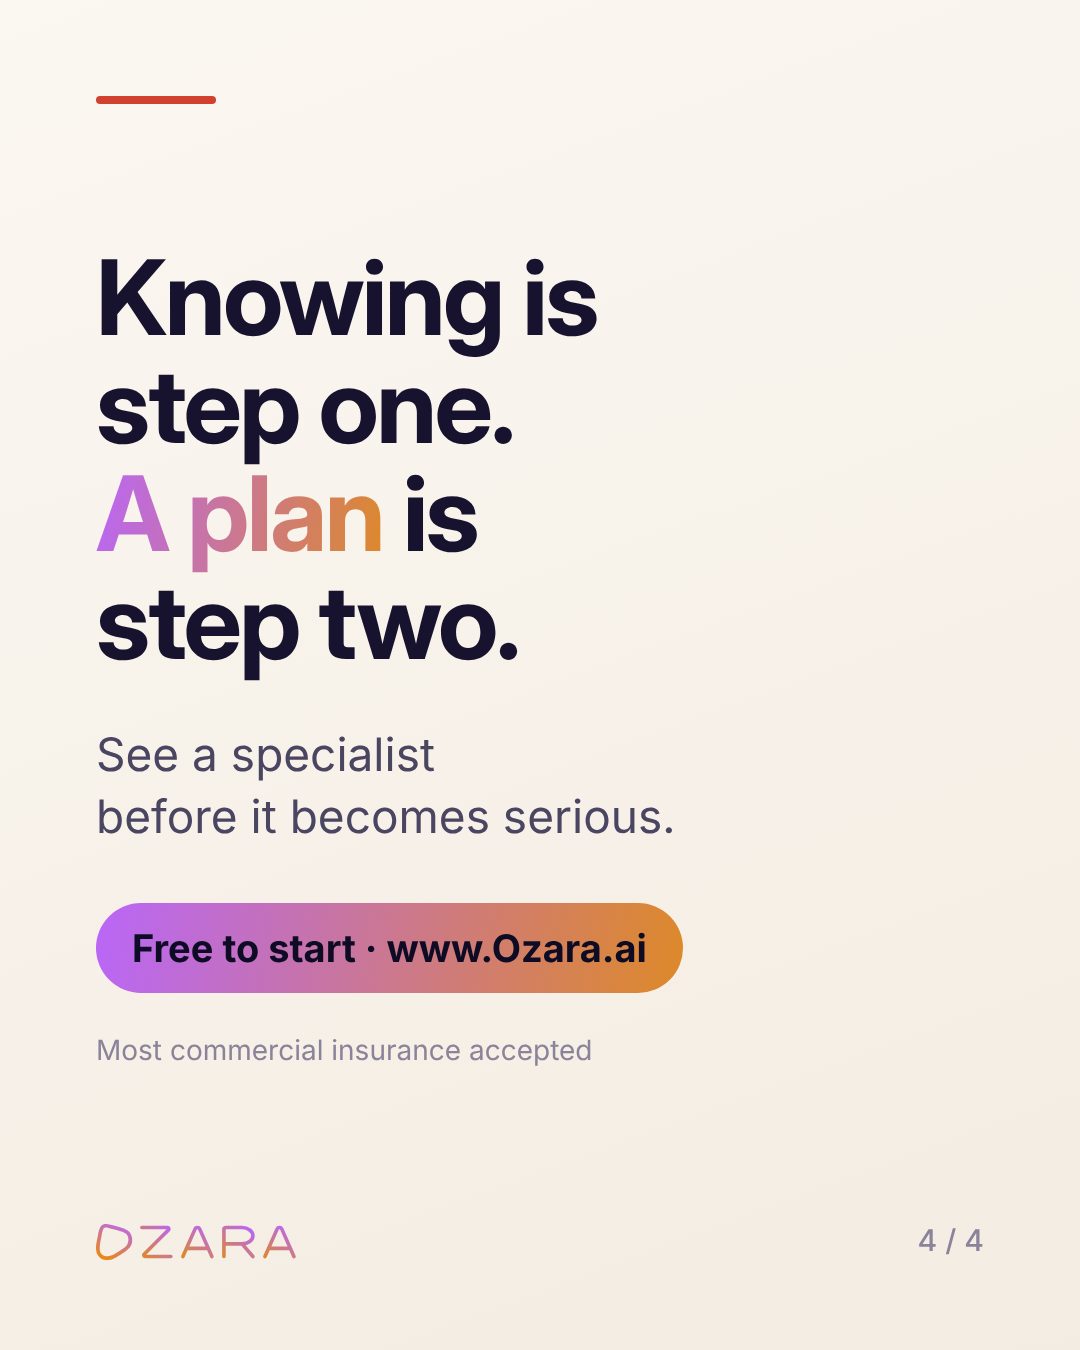 Knowing is
step one.
A plan is
step two.
See a specialist
before it becomes serious.
Free to start · www.Ozara.ai
Most commercial insurance accepted
OZARA
4 / 4